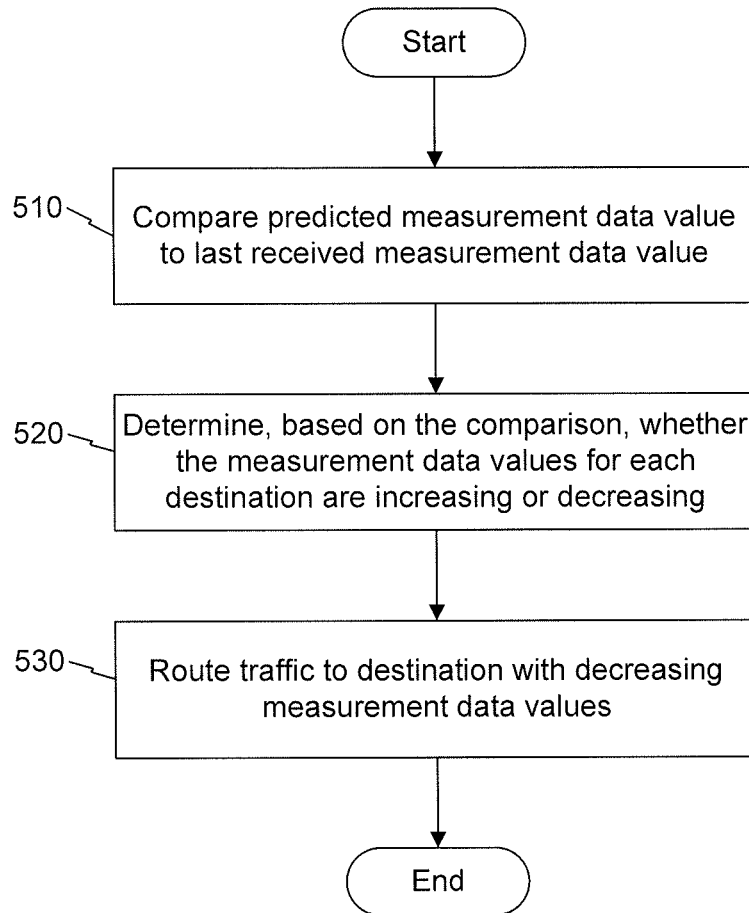 Start
510
Compare predicted measurement data value
to last received measurement data value
520
Determine, based on the comparison, whether
the measurement data values for each
destination are increasing or decreasing
530
Route traffic to destination with decreasing
measurement data values
End